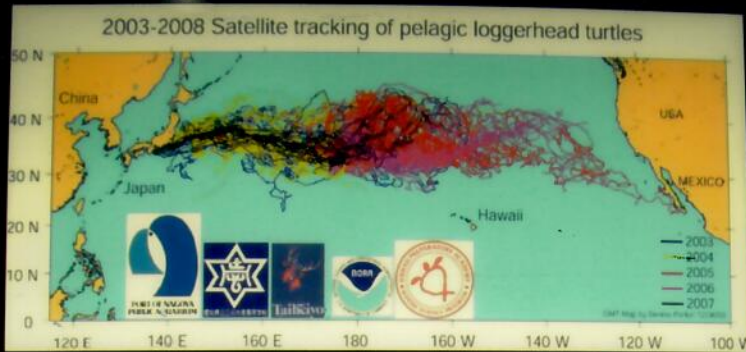 2003-2008 Satellite tracking of pelagic loggerhead turtles
50 N
40 N
30 N
20 N
10 N
0
China
Japan
USA
MEXICO
Hawaii
2003
2004
2005
2006
2007
PORT OF NAGOYA
PUBLIC AQUARIUM
TaiKeiyo
120 E
140 E
160 E
180 E
160 W
140 W
120 W
100 W